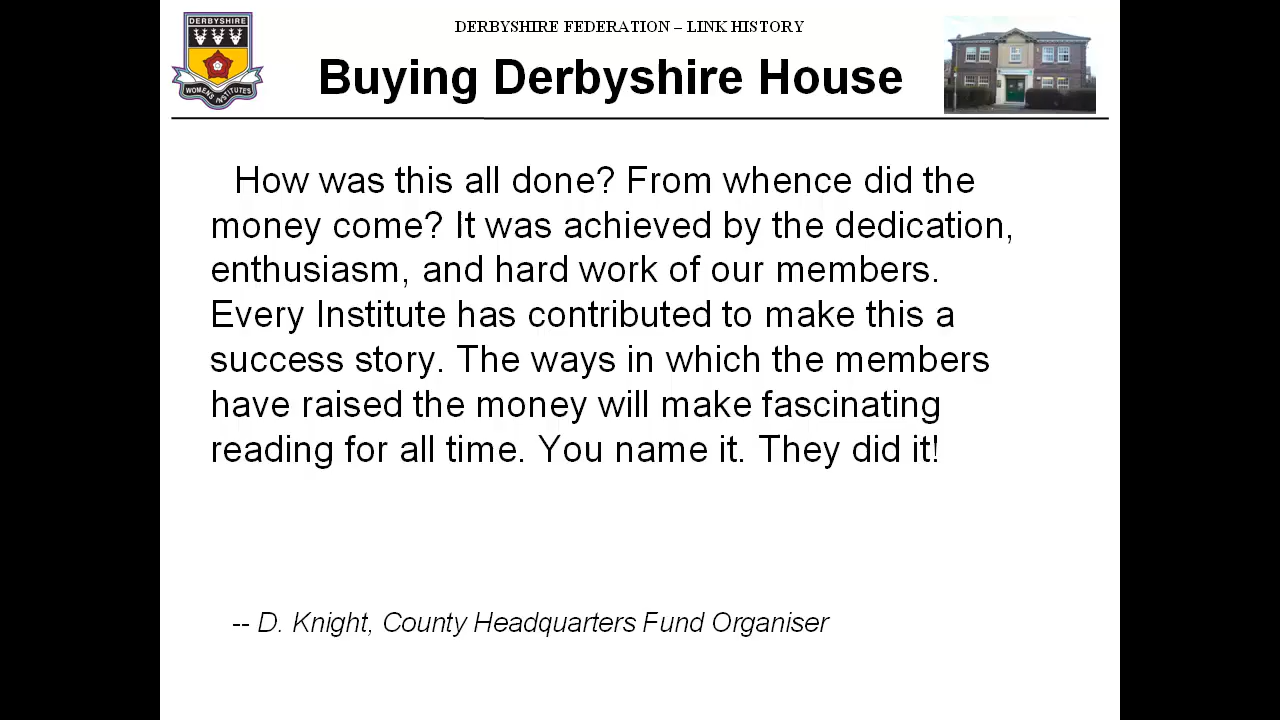 DERBYSHIRE FEDERATION – LINK HISTORY
Buying Derbyshire House
DERBYSHIRE
WOMENS INSTITUTES
How was this all done? From whence did the
money come? It was achieved by the dedication,
enthusiasm, and hard work of our members.
Every Institute has contributed to make this a
success story. The ways in which the members
have raised the money will make fascinating
reading for all time. You name it. They did it!
-- D. Knight, County Headquarters Fund Organiser